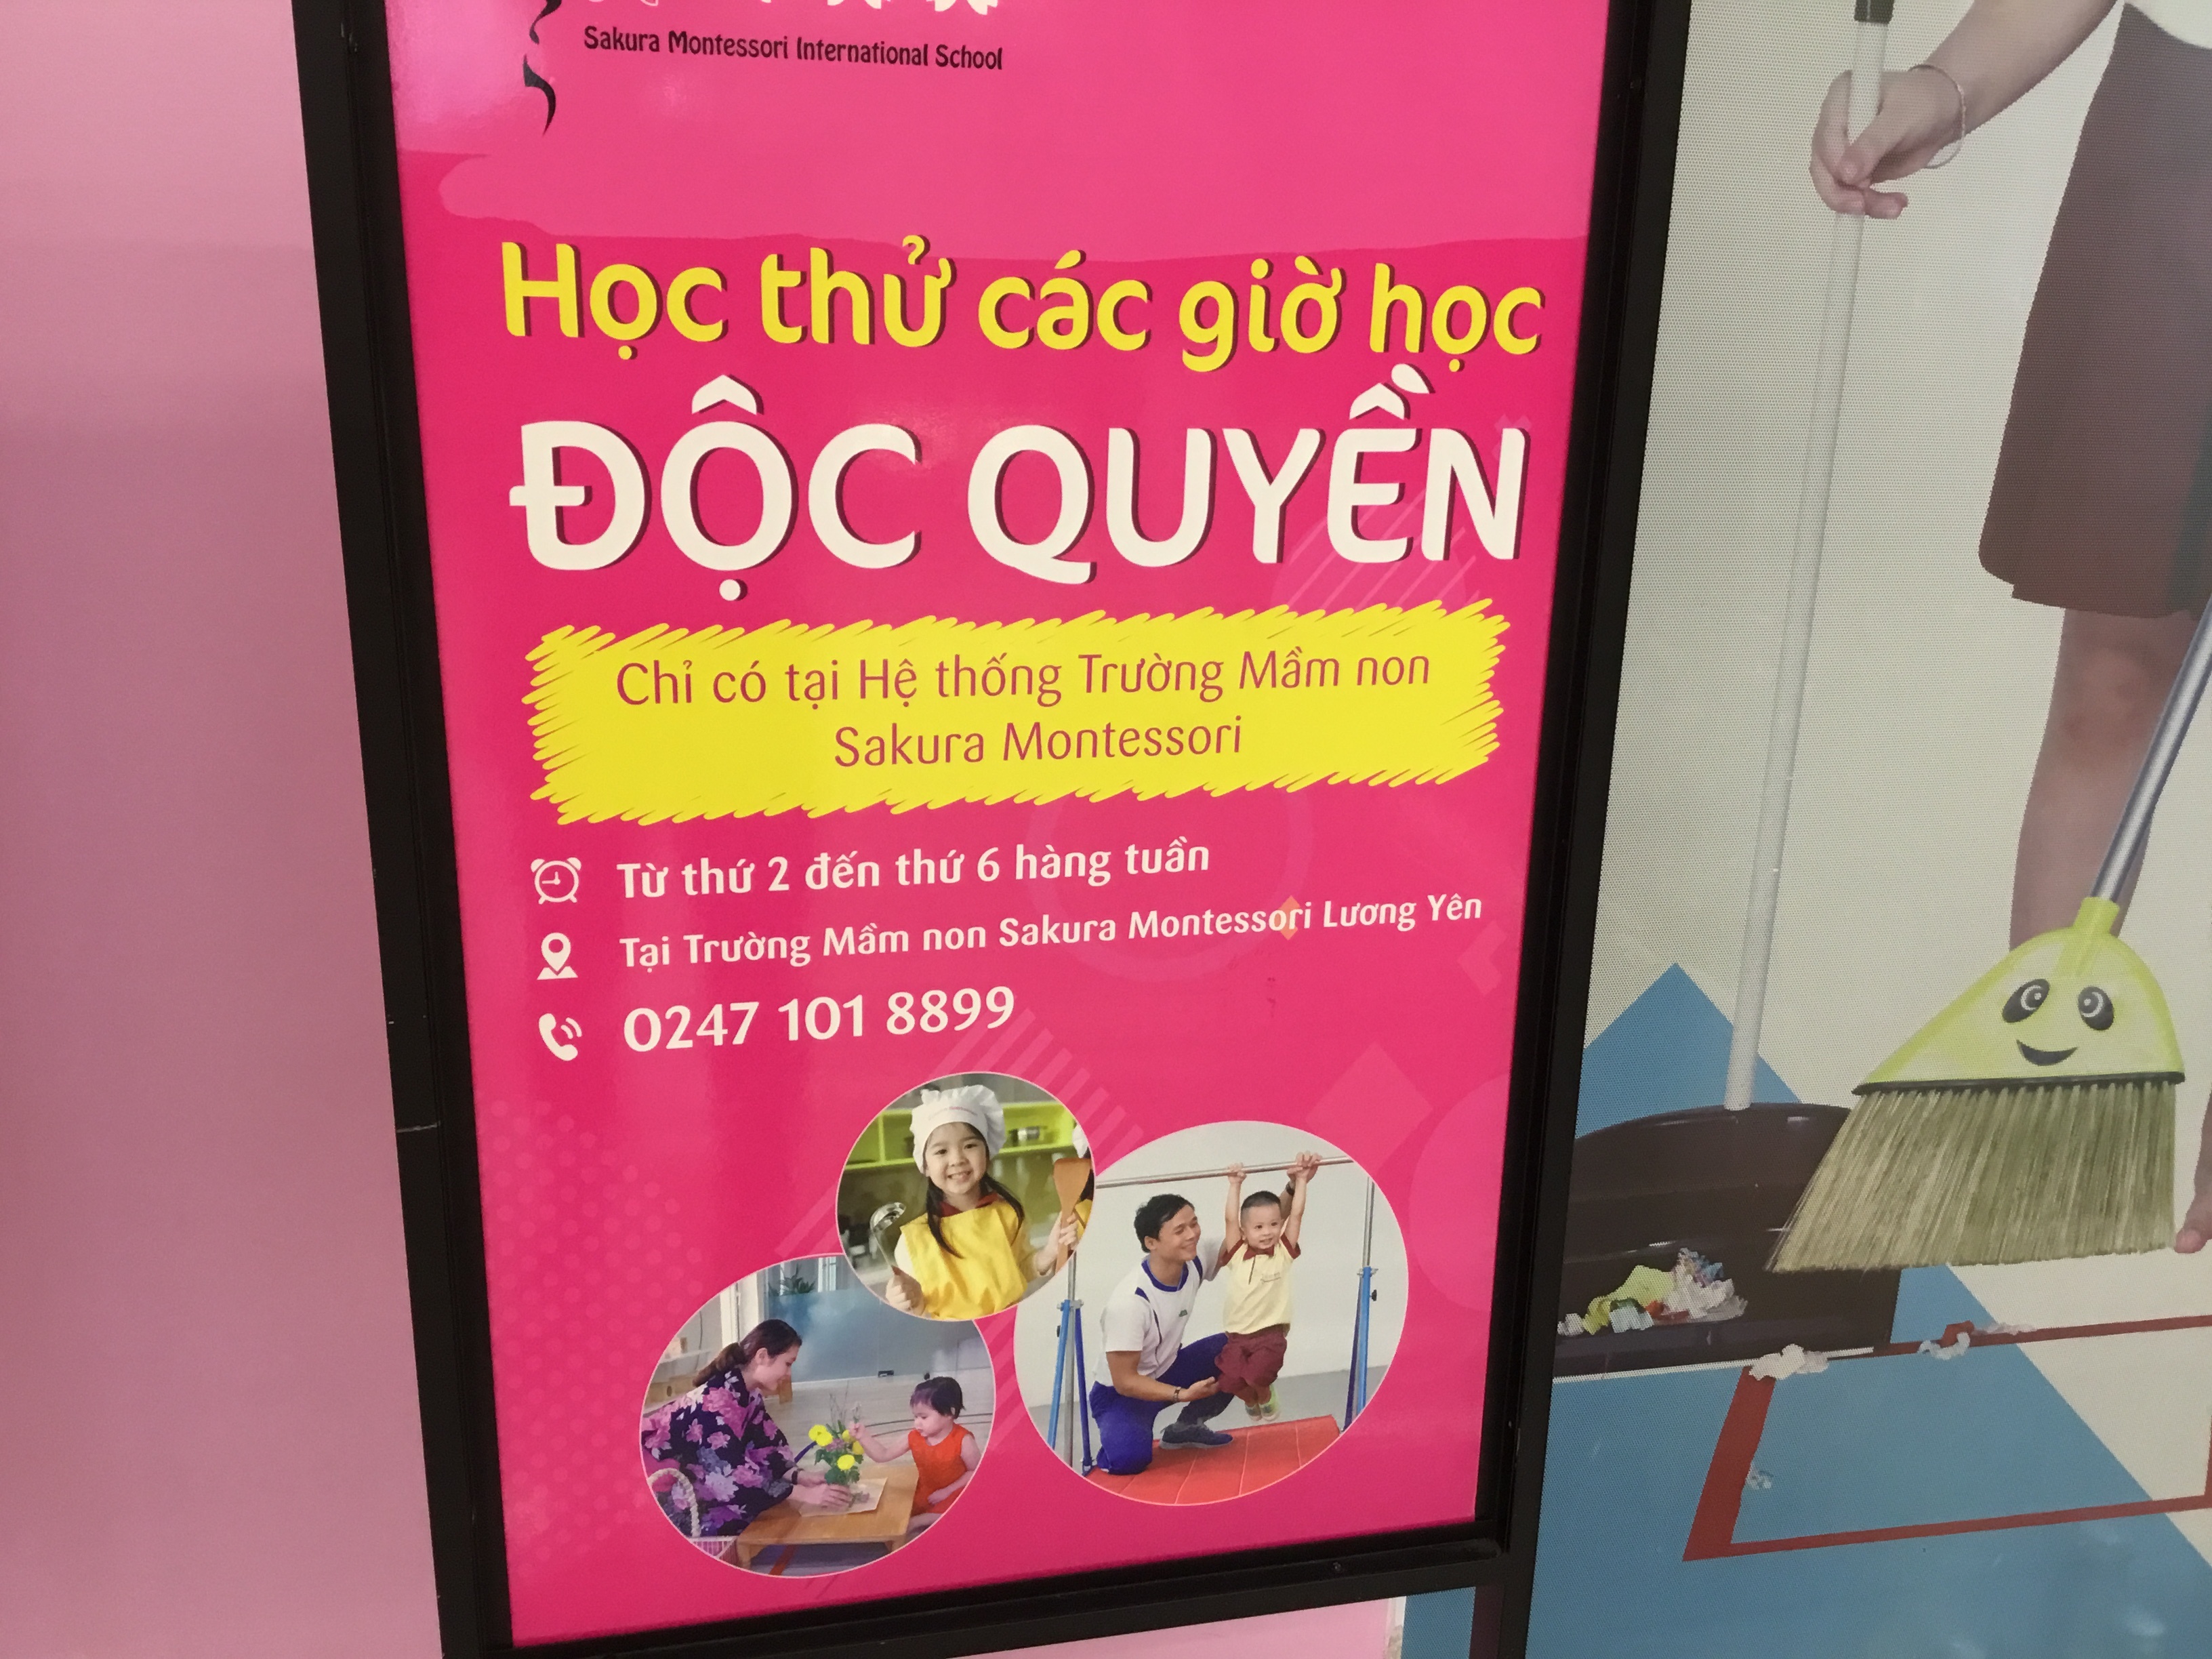 Sakura Montessori International School
Học thử các giờ học
ĐỘC QUYỀN
Chỉ có tại Hệ thống Trường Mầm non
Sakura Montessori
Từ thứ 2 đến thứ 6 hàng tuần
Tại Trường Mầm non Sakura Montessori Lương Yên
0247 101 8899